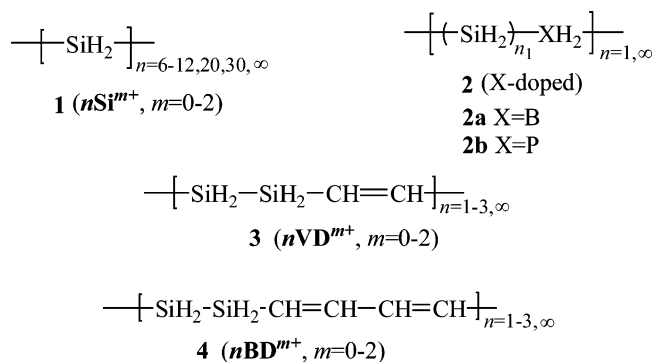 —[—SiH₂—]—n=6-12,20,30,∞
1 (nSiᵐ⁺, m=0-2)
—[—(SiH₂)n₁—XH₂—]—n=1,∞
2 (X-doped)
2a X=B
2b X=P
—[—SiH₂—SiH₂—CH=CH—]—n=1-3,∞
3 (nVDᵐ⁺, m=0-2)
—[—SiH₂-SiH₂-CH=CH—CH=CH—]—n=1-3,∞
4 (nBDᵐ⁺, m=0-2)